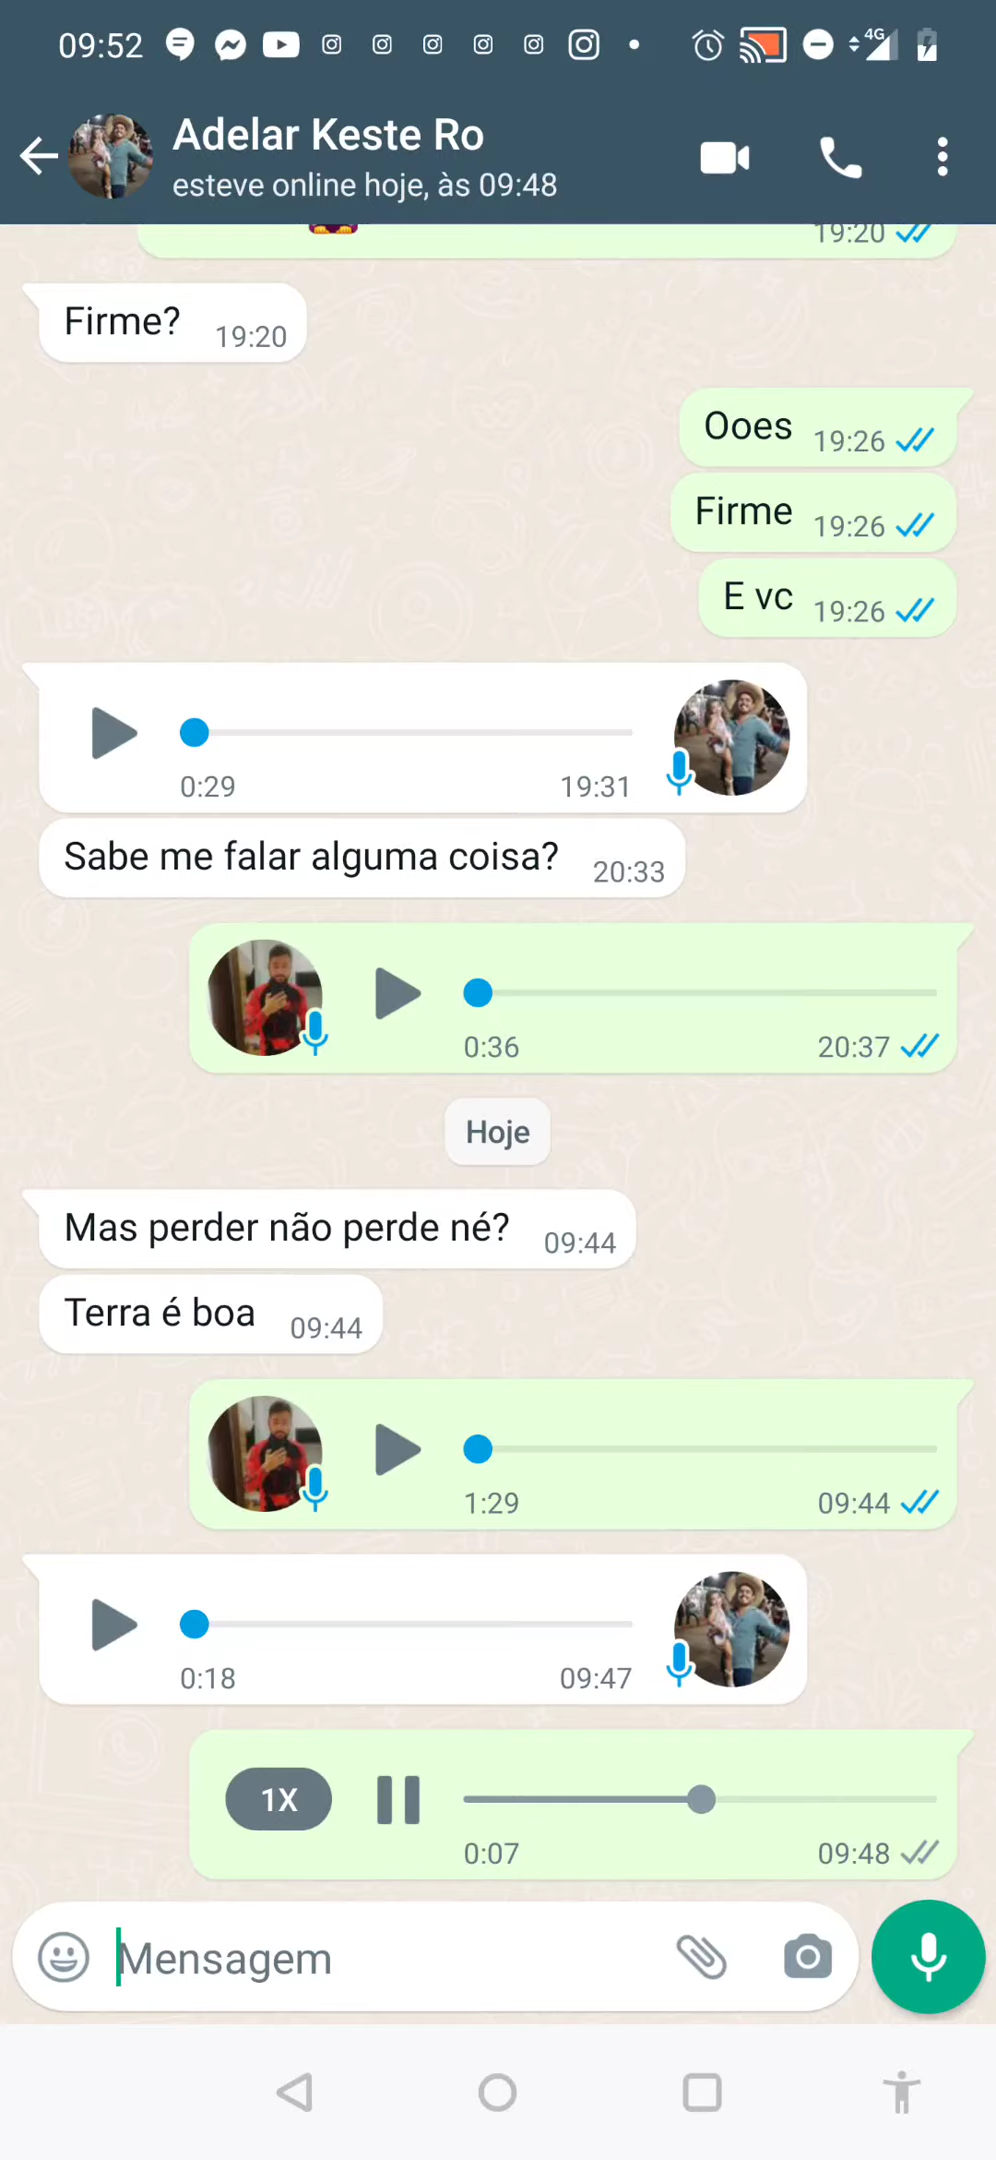 09:52
4G
Adelar Keste Ro
esteve online hoje, às 09:48
19:20
Firme? 19:20
Ooes 19:26
Firme 19:26
E vc 19:26
0:29 19:31
Sabe me falar alguma coisa? 20:33
0:36 20:37
Hoje
Mas perder não perde né? 09:44
Terra é boa 09:44
1:29 09:44
0:18 09:47
1X
0:07 09:48
Mensagem